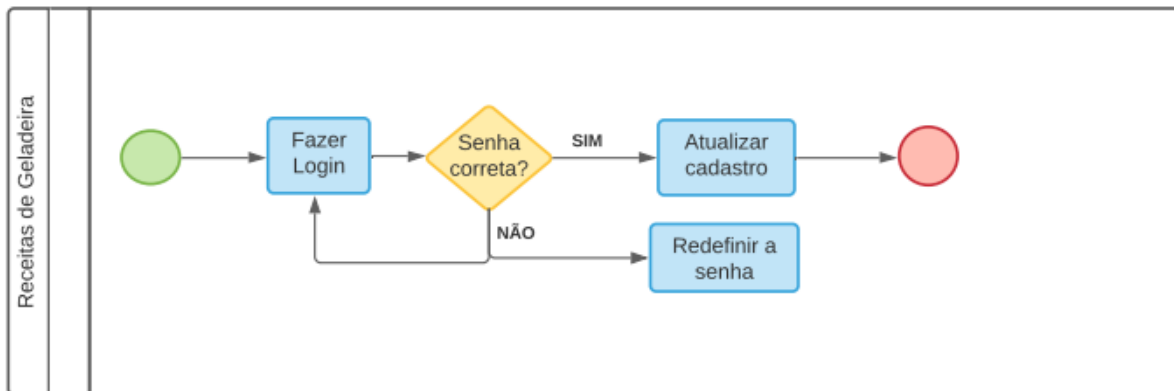 Receitas de Geladeira
Fazer
Login
Senha
correta?
SIM
Atualizar
cadastro
NÃO
Redefinir a
senha